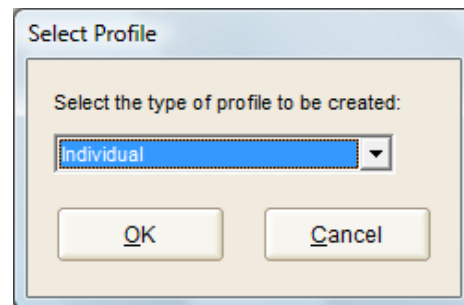 Select Profile
Select the type of profile to be created:
Individual
OK Cancel